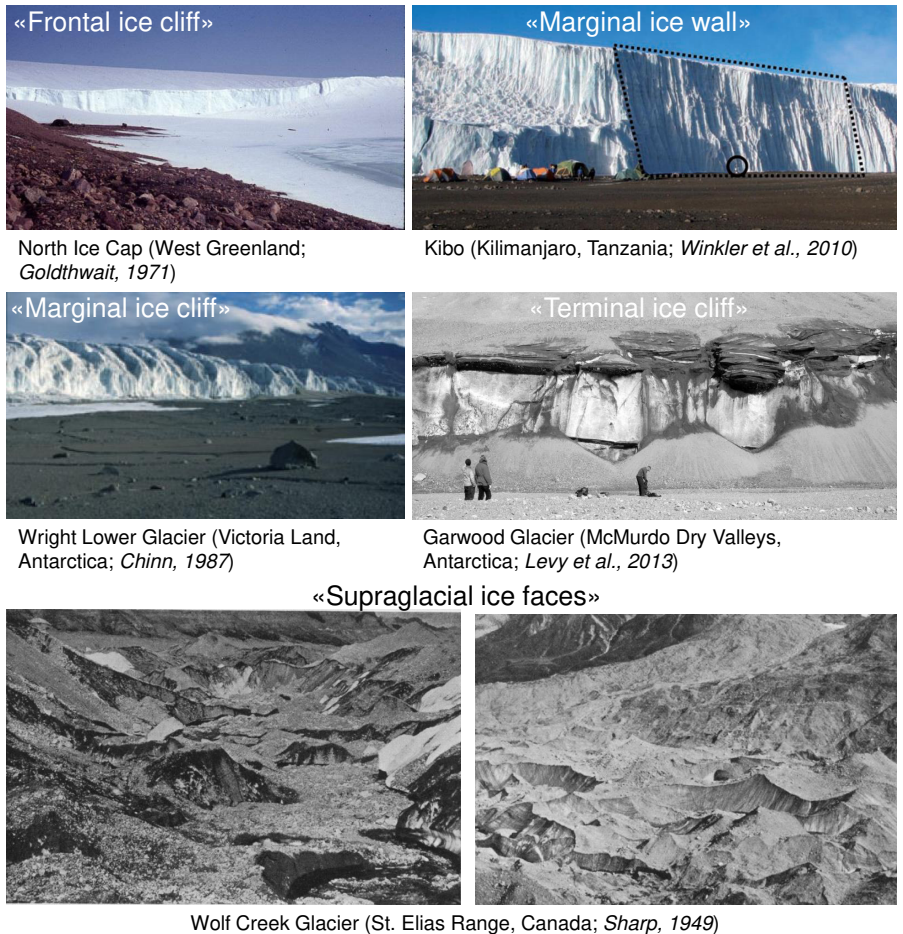 «Frontal ice cliff»
«Marginal ice wall»
North Ice Cap (West Greenland;
Goldthwait, 1971)
Kibo (Kilimanjaro, Tanzania; Winkler et al., 2010)
«Marginal ice cliff»
«Terminal ice cliff»
Wright Lower Glacier (Victoria Land,
Antarctica; Chinn, 1987)
Garwood Glacier (McMurdo Dry Valleys,
Antarctica; Levy et al., 2013)
«Supraglacial ice faces»
Wolf Creek Glacier (St. Elias Range, Canada; Sharp, 1949)